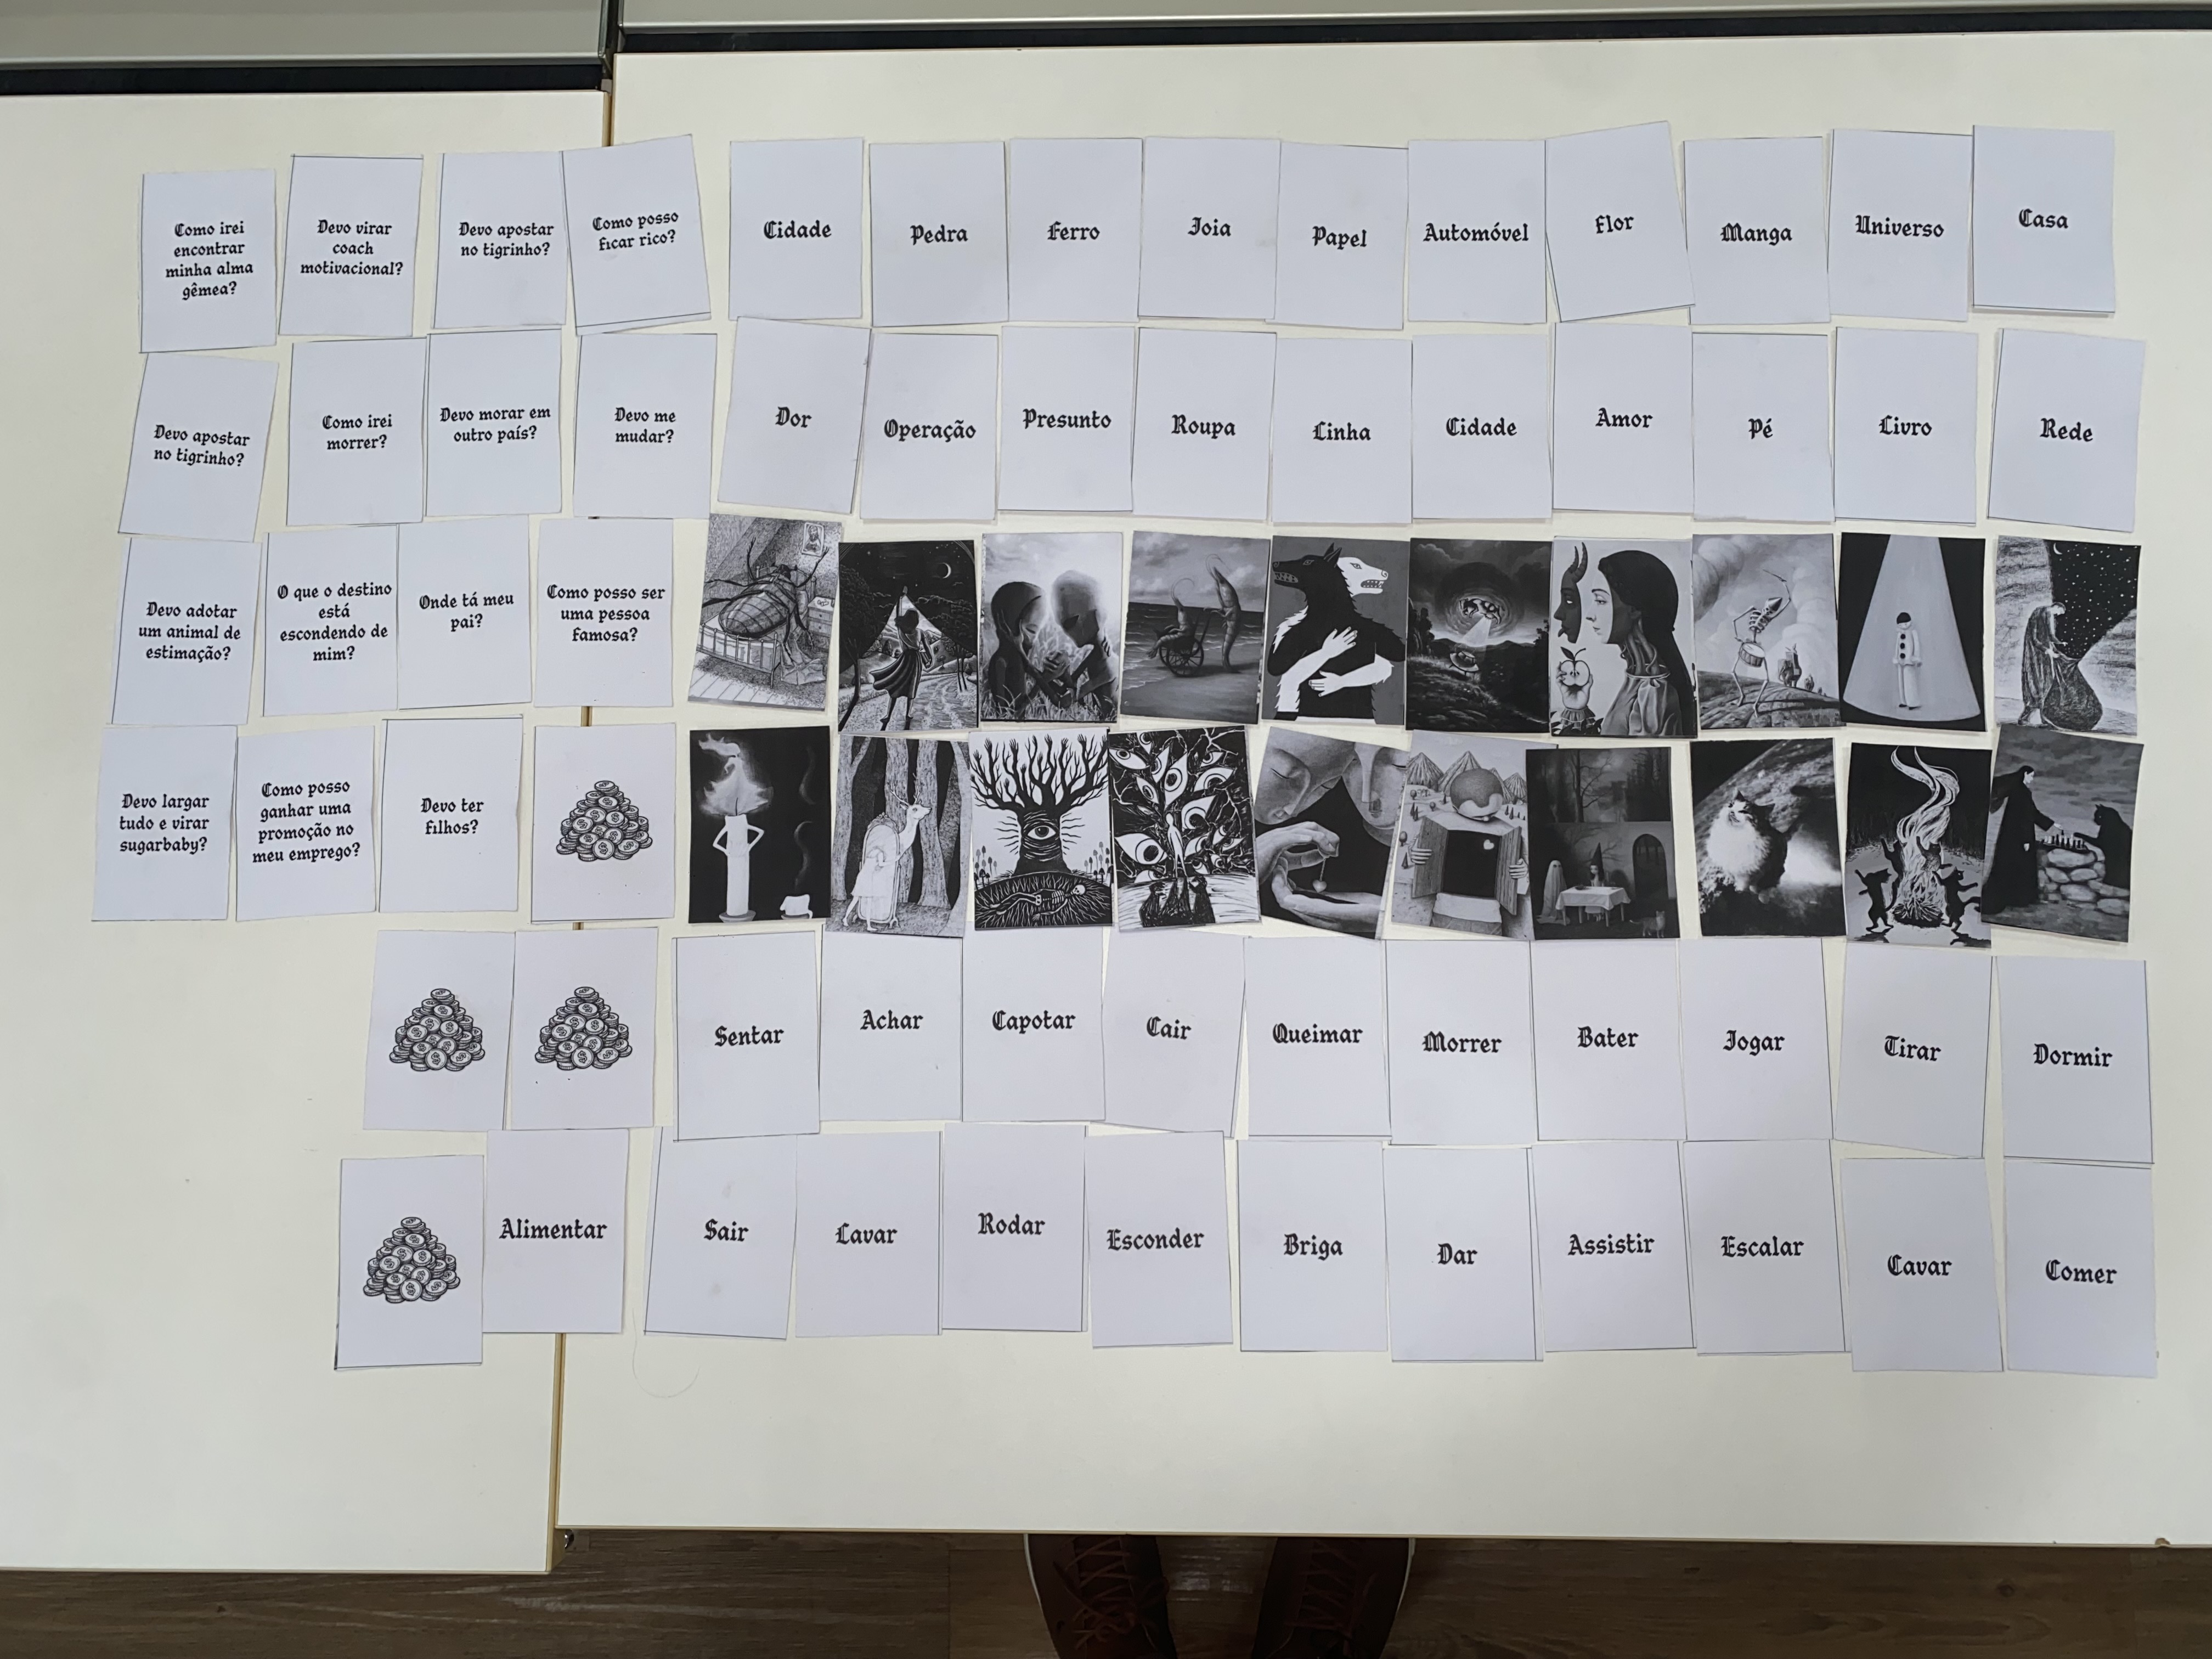 Como irei
encontrar
minha alma
gêmea?
Devo virar
coach
motivacional?
Devo apostar
no tigrinho?
Como posso
ficar rico?
Cidade
Pedra
Ferro
Joia
Papel
Automóvel
Flor
Manga
Universo
Casa
Devo apostar
no tigrinho?
Como irei
morrer?
Devo morar em
outro país?
Devo me
mudar?
Dor
Operação
Presunto
Roupa
Linha
Cidade
Amor
Pé
Livro
Rede
Devo adotar
um animal de
estimação?
O que o destino
está
escondendo de
mim?
Onde tá meu
pai?
Como posso ser
uma pessoa
famosa?
Devo largar
tudo e virar
sugarbaby?
Como posso
ganhar uma
promoção no
meu emprego?
Devo ter
filhos?
Sentar
Achar
Capotar
Cair
Queimar
Morrer
Bater
Jogar
Tirar
Dormir
Alimentar
Sair
Lavar
Rodar
Esconder
Briga
Dar
Assistir
Escalar
Cavar
Comer